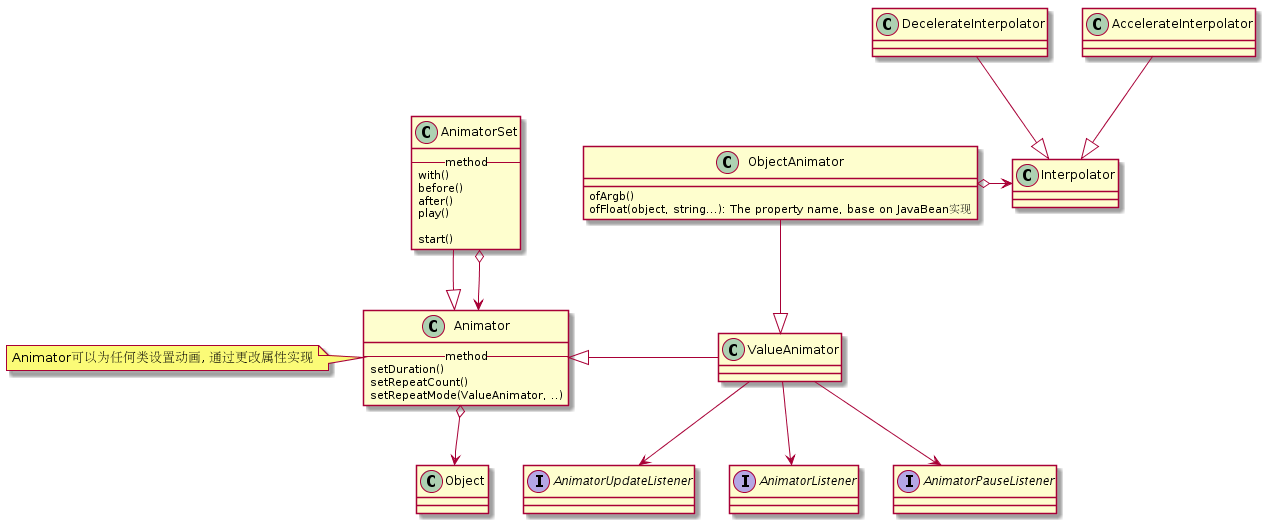 C DecelerateInterpolator
C AccelerateInterpolator
C AnimatorSet
method
with()
before()
after()
play()
start()
C ObjectAnimator
ofArgb()
ofFloat(object, string...): The property name, base on JavaBean实现
C Interpolator
C Animator
method
setDuration()
setRepeatCount()
setRepeatMode(ValueAnimator, ..)
Animator可以为任何类设置动画, 通过更改属性实现
C ValueAnimator
C Object
I AnimatorUpdateListener
I AnimatorListener
I AnimatorPauseListener